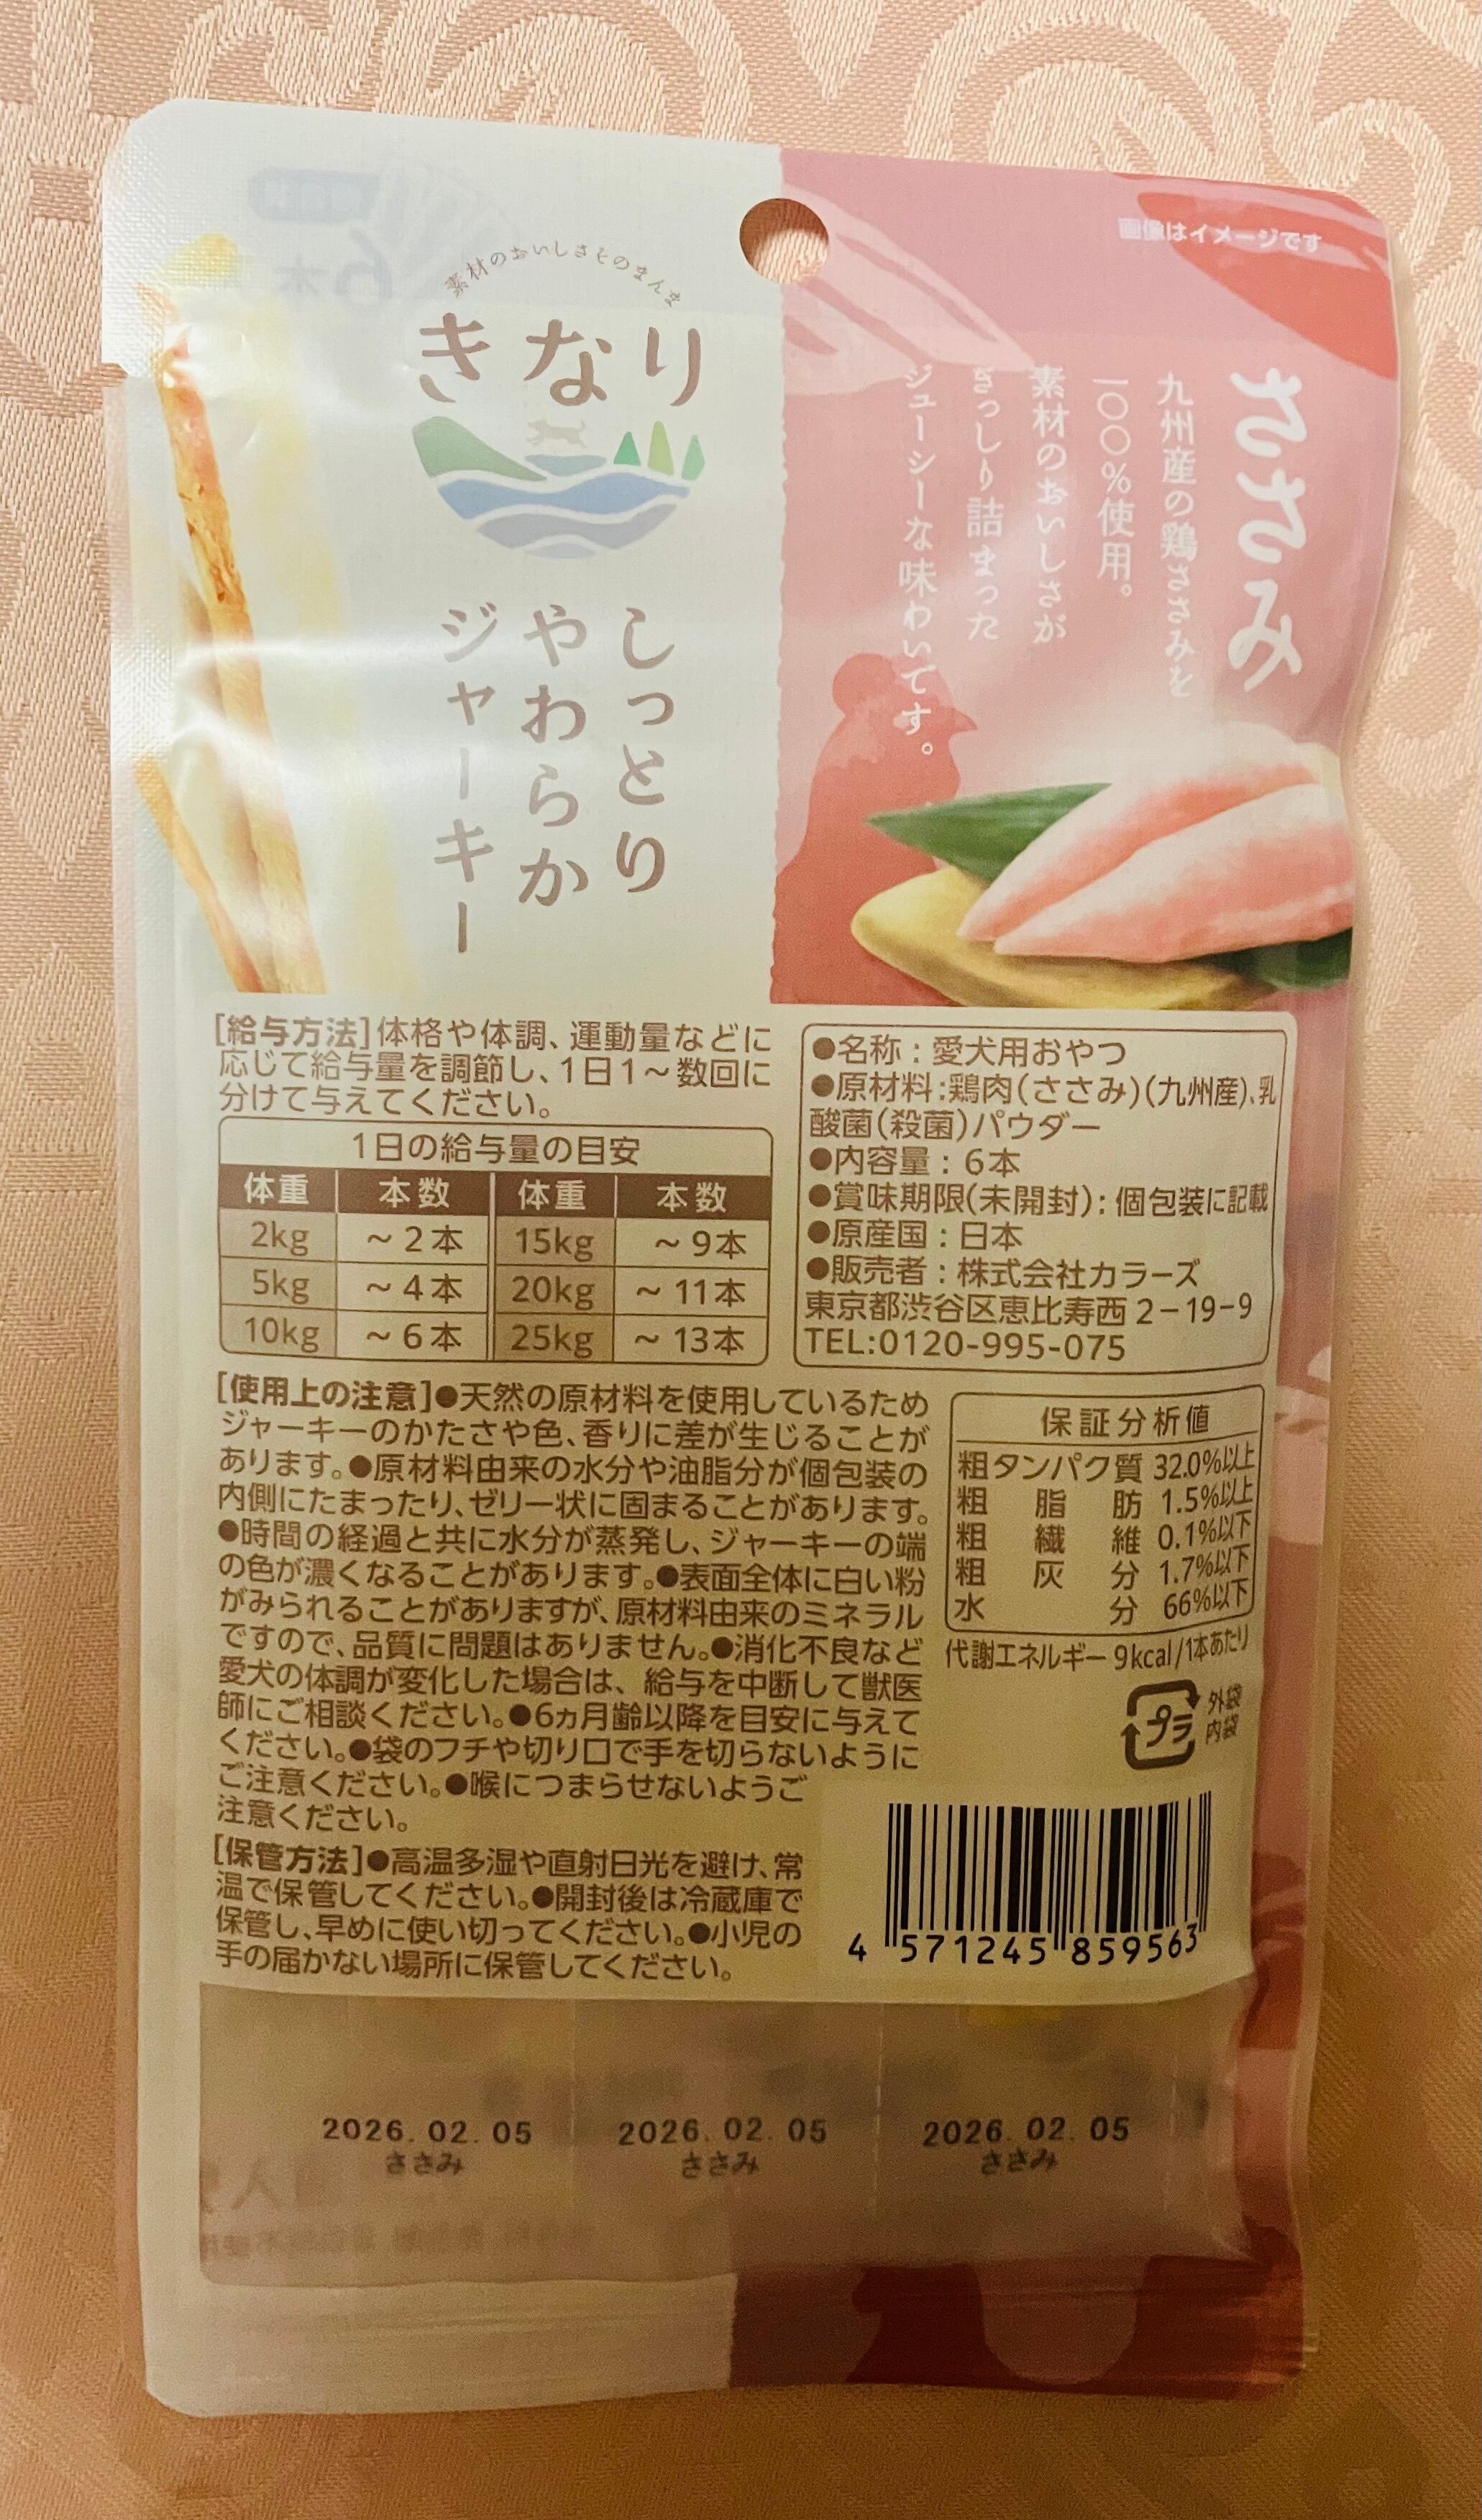 素材のおいしさそのまんま
きなり
しっとり
やわらか
ジャーキー
画像はイメージです
ささみ
九州産の鶏ささみを
一〇〇%使用。
素材のおいしさが
ぎっしり詰まった
ジューシーな味わいです。
[給与方法]体格や体調、運動量などに
応じて給与量を調節し、1日1～数回に
分けて与えてください。
1日の給与量の目安
体重 本数 体重 本数
2kg ～2本 15kg ～9本
5kg ～4本 20kg ～11本
10kg ～6本 25kg ～13本
●名称:愛犬用おやつ
●原材料:鶏肉(ささみ)(九州産)、乳
酸菌(殺菌)パウダー
●内容量:6本
●賞味期限(未開封):個包装に記載
●原産国:日本
●販売者:株式会社カラーズ
東京都渋谷区恵比寿西2-19-9
TEL:0120-995-075
[使用上の注意]●天然の原材料を使用しているため
ジャーキーのかたさや色、香りに差が生じることが
あります。●原材料由来の水分や油脂分が個包装の
内側にたまったり、ゼリー状に固まることがあります。
●時間の経過と共に水分が蒸発し、ジャーキーの端
の色が濃くなることがあります。●表面全体に白い粉
がみられることがありますが、原材料由来のミネラル
ですので、品質に問題はありません。●消化不良など
愛犬の体調が変化した場合は、給与を中断して獣医
師にご相談ください。●6ヵ月齢以降を目安に与えて
ください。●袋のフチや切り口で手を切らないように
ご注意ください。●喉につまらせないようご
注意ください。
[保管方法]●高温多湿や直射日光を避け、常
温で保管してください。●開封後は冷蔵庫で
保管し、早めに使い切ってください。●小児の
手の届かない場所に保管してください。
保証分析値
粗タンパク質 32.0%以上
粗脂肪 1.5%以上
粗繊維 0.1%以下
粗灰分 1.7%以下
水分 66%以下
代謝エネルギー 9kcal/1本あたり
プラ
外袋
内袋
4 571245 859563
2026.02.05 2026.02.05 2026.02.05
ささみ ささみ ささみ